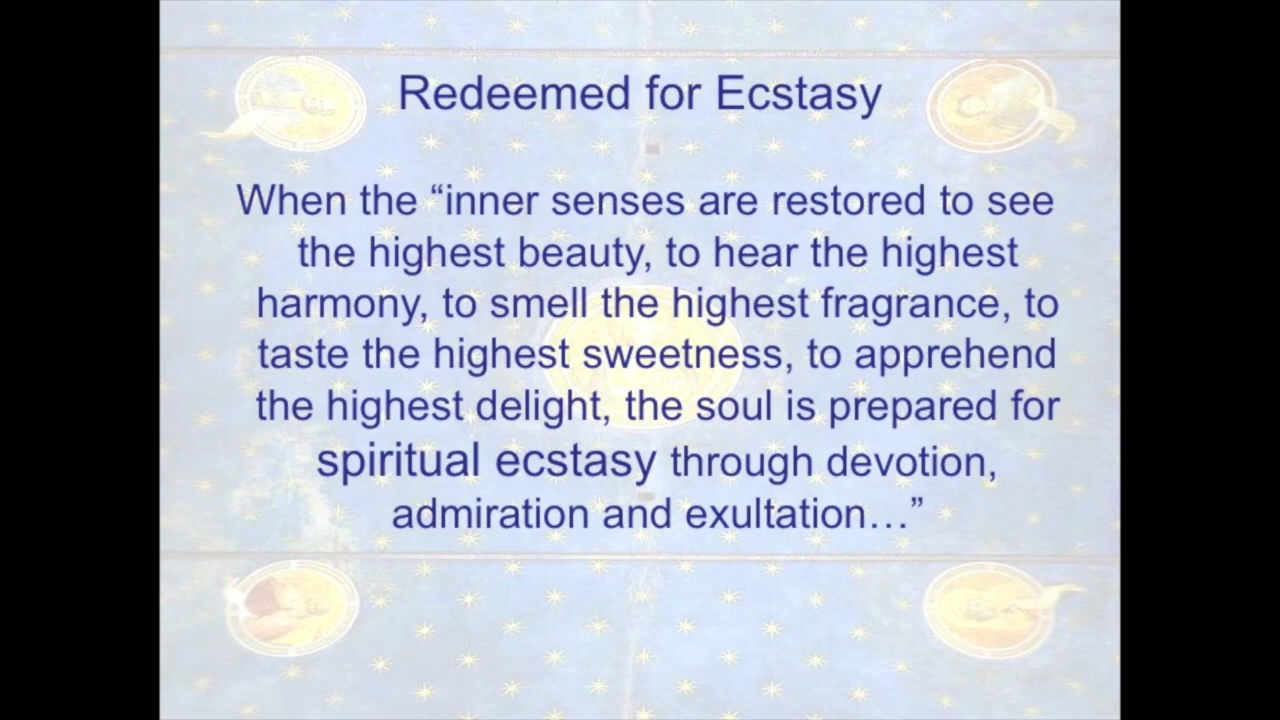 Redeemed for Ecstasy
When the “inner senses are restored to see
the highest beauty, to hear the highest
harmony, to smell the highest fragrance, to
taste the highest sweetness, to apprehend
the highest delight, the soul is prepared for
spiritual ecstasy through devotion,
admiration and exultation…”